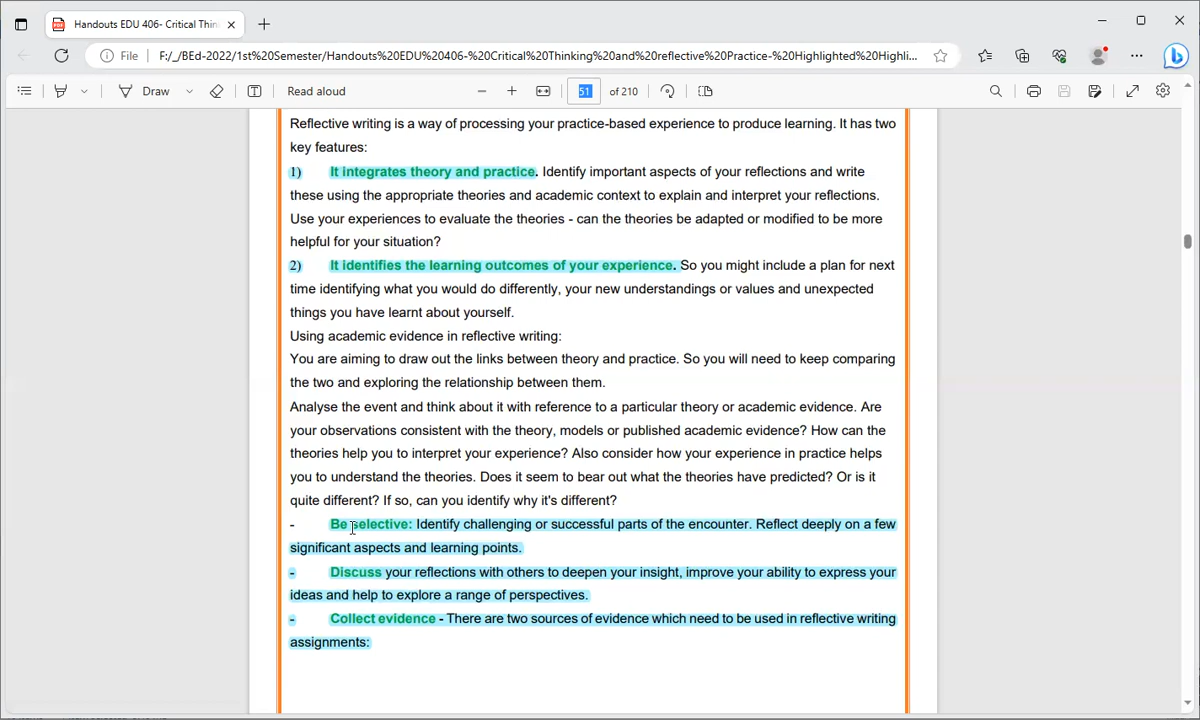 Handouts EDU 406- Critical Thin
File F:/_/BEd-2022/1st%20Semester/Handouts%20EDU%20406-%20Critical%20Thinking%20and%20reflective%20Practice-%20Highlighted%20Highli...
Draw Read aloud 51 of 210
Reflective writing is a way of processing your practice-based experience to produce learning. It has two
key features:
1) It integrates theory and practice. Identify important aspects of your reflections and write
these using the appropriate theories and academic context to explain and interpret your reflections.
Use your experiences to evaluate the theories - can the theories be adapted or modified to be more
helpful for your situation?
2) It identifies the learning outcomes of your experience. So you might include a plan for next
time identifying what you would do differently, your new understandings or values and unexpected
things you have learnt about yourself.
Using academic evidence in reflective writing:
You are aiming to draw out the links between theory and practice. So you will need to keep comparing
the two and exploring the relationship between them.
Analyse the event and think about it with reference to a particular theory or academic evidence. Are
your observations consistent with the theory, models or published academic evidence? How can the
theories help you to interpret your experience? Also consider how your experience in practice helps
you to understand the theories. Does it seem to bear out what the theories have predicted? Or is it
quite different? If so, can you identify why it's different?
- Be selective: Identify challenging or successful parts of the encounter. Reflect deeply on a few
significant aspects and learning points.
- Discuss your reflections with others to deepen your insight, improve your ability to express your
ideas and help to explore a range of perspectives.
- Collect evidence - There are two sources of evidence which need to be used in reflective writing
assignments: